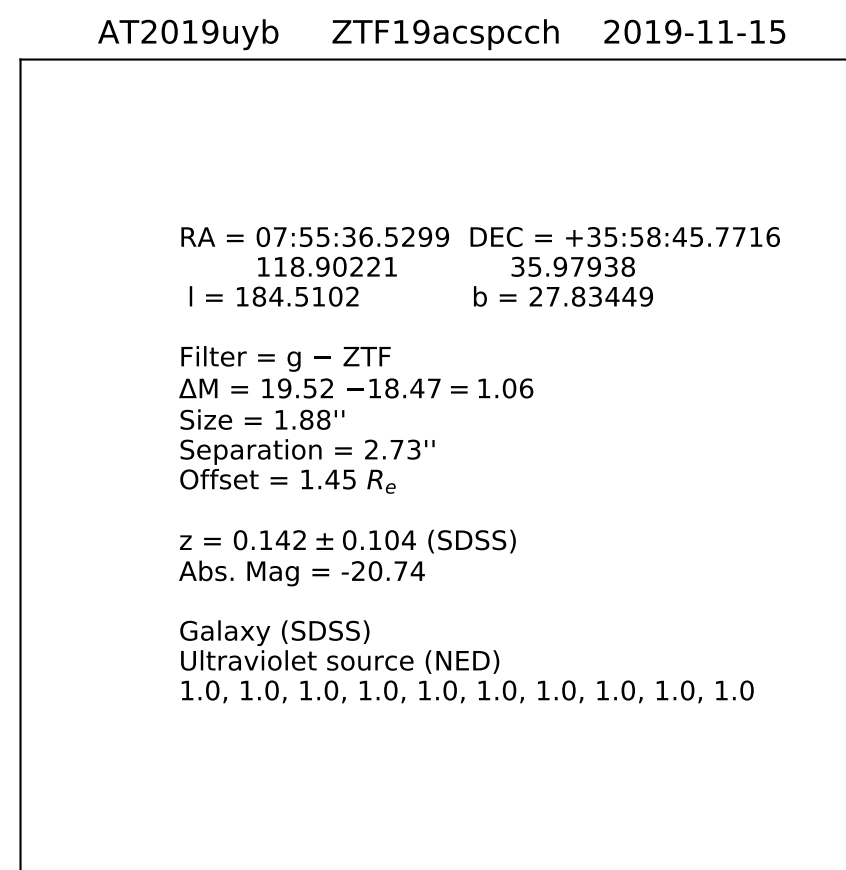 AT2019uyb ZTF19acspcch 2019-11-15
RA = 07:55:36.5299 DEC = +35:58:45.7716
118.90221 35.97938
l = 184.5102 b = 27.83449
Filter = g − ZTF
ΔM = 19.52 −18.47 = 1.06
Size = 1.88''
Separation = 2.73''
Offset = 1.45 Re
z = 0.142 ± 0.104 (SDSS)
Abs. Mag = -20.74
Galaxy (SDSS)
Ultraviolet source (NED)
1.0, 1.0, 1.0, 1.0, 1.0, 1.0, 1.0, 1.0, 1.0, 1.0